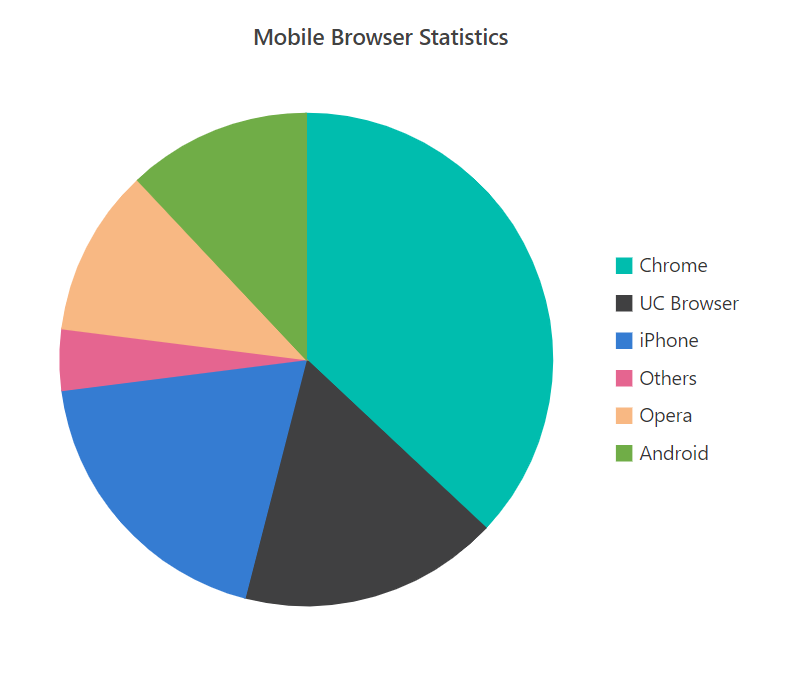 Mobile Browser Statistics
Chrome
UC Browser
iPhone
Others
Opera
Android